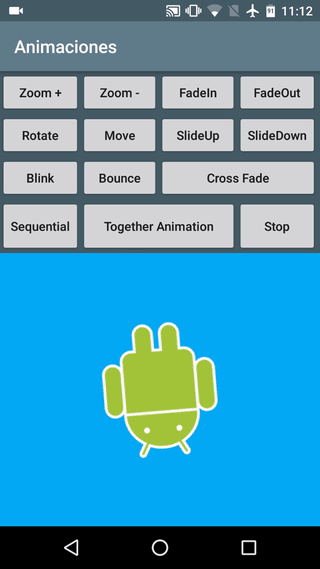 11:12
Animaciones
Zoom + Zoom - FadeIn FadeOut
Rotate Move SlideUp SlideDown
Blink Bounce Cross Fade
Sequential Together Animation Stop